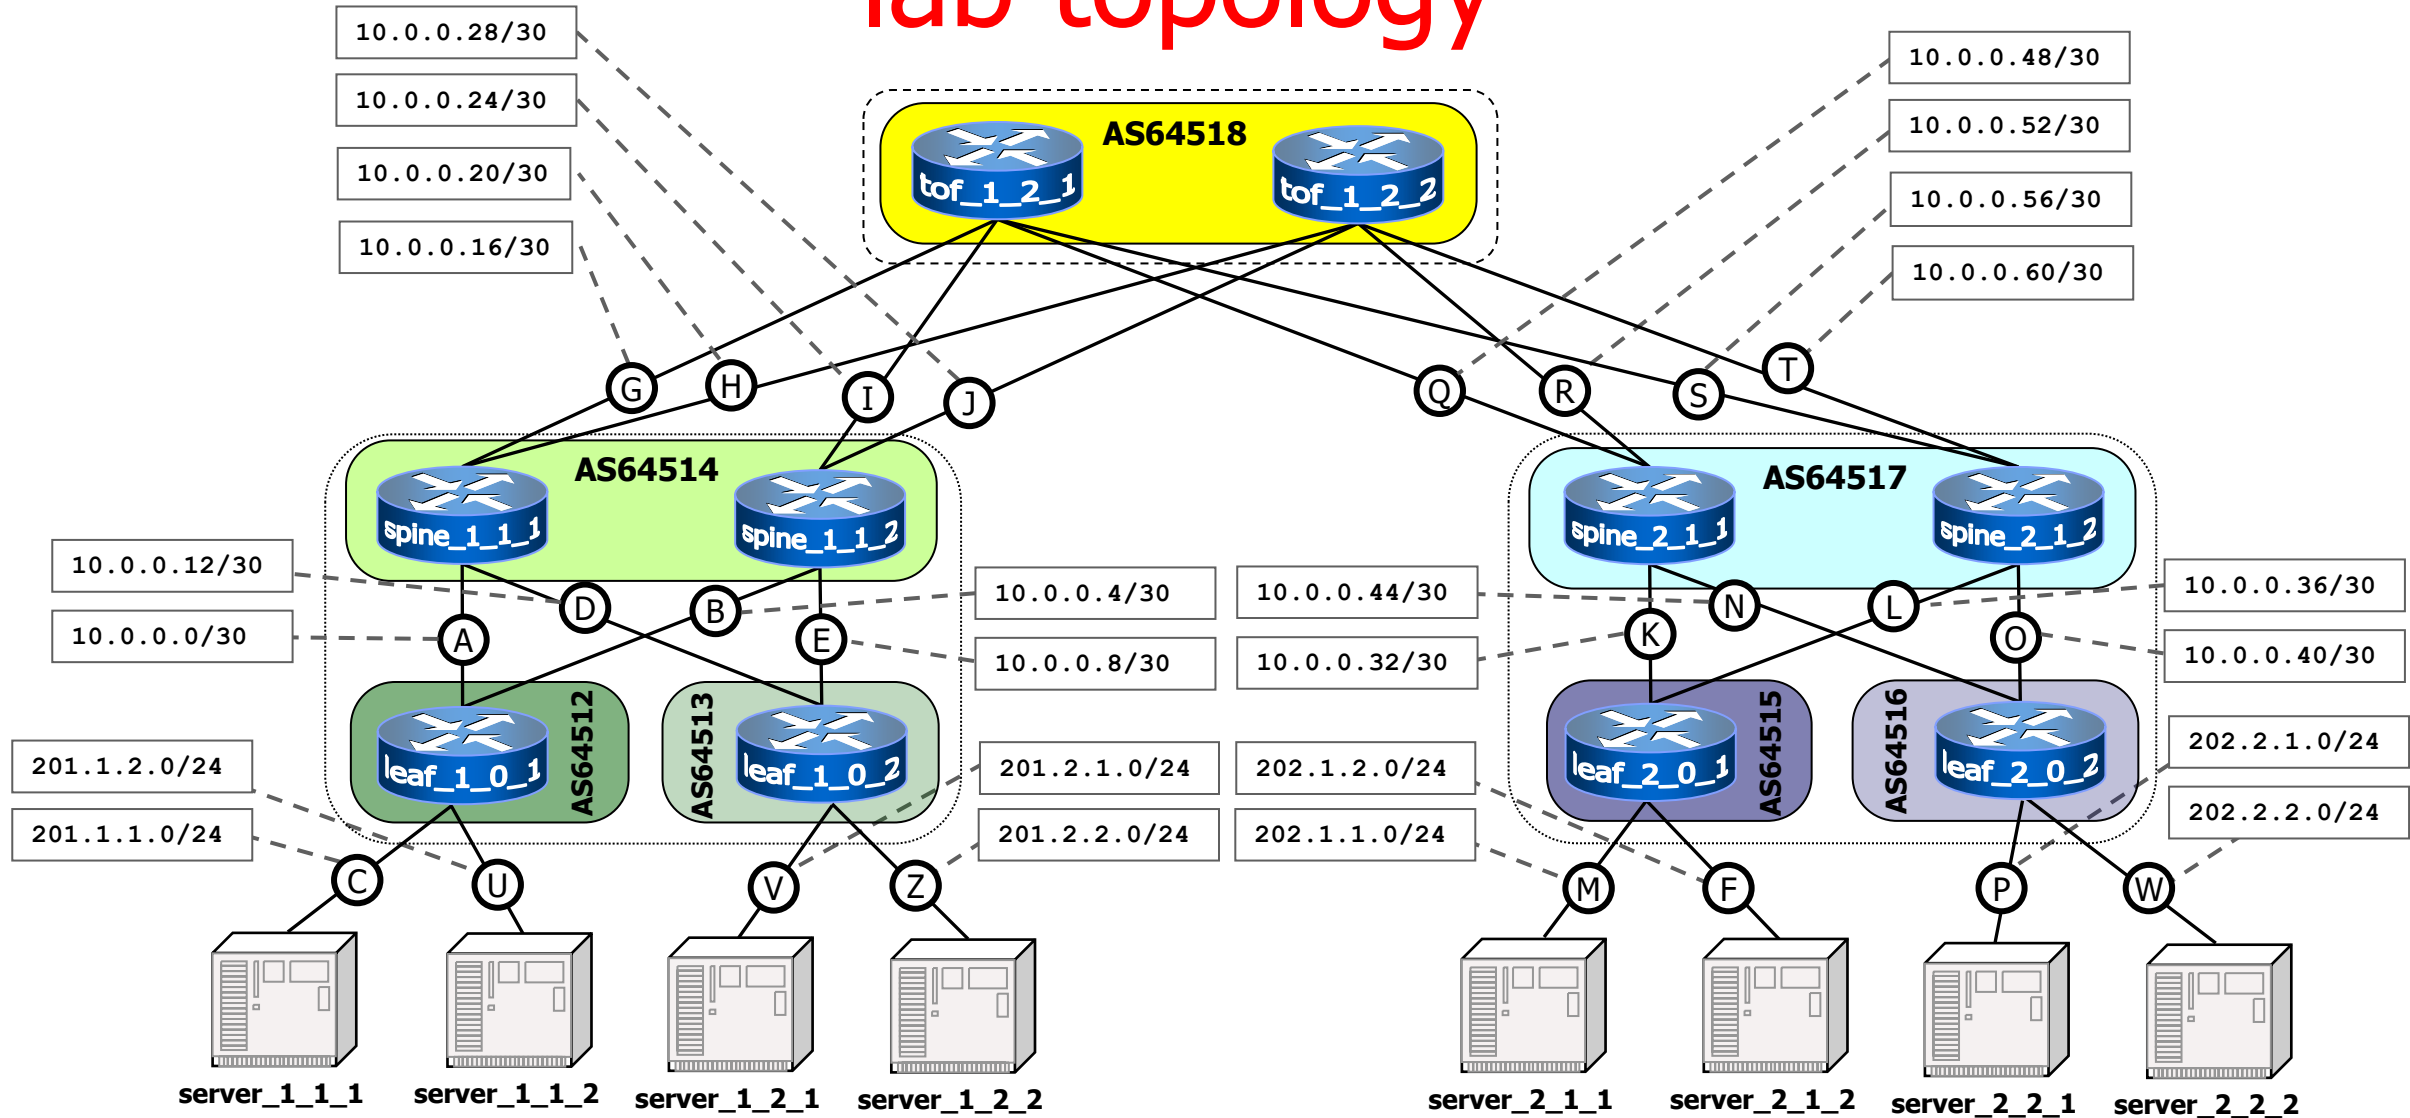 lab topology
10.0.0.28/30
10.0.0.24/30
10.0.0.20/30
10.0.0.16/30
10.0.0.48/30
10.0.0.52/30
10.0.0.56/30
10.0.0.60/30
AS64518
tof_1_2_1
tof_1_2_2
G
H
I
J
Q
R
S
T
AS64514
spine_1_1_1
spine_1_1_2
AS64517
spine_2_1_1
spine_2_1_2
10.0.0.12/30
10.0.0.0/30
D
B
A
E
10.0.0.4/30
10.0.0.8/30
10.0.0.44/30
10.0.0.32/30
N
L
K
O
10.0.0.36/30
10.0.0.40/30
leaf_1_0_1
AS64512
AS64513
leaf_1_0_2
leaf_2_0_1
AS64515
AS64516
leaf_2_0_2
201.1.2.0/24
201.1.1.0/24
201.2.1.0/24
201.2.2.0/24
202.1.2.0/24
202.1.1.0/24
202.2.1.0/24
202.2.2.0/24
C
U
V
Z
M
F
P
W
server_1_1_1
server_1_1_2
server_1_2_1
server_1_2_2
server_2_1_1
server_2_1_2
server_2_2_1
server_2_2_2